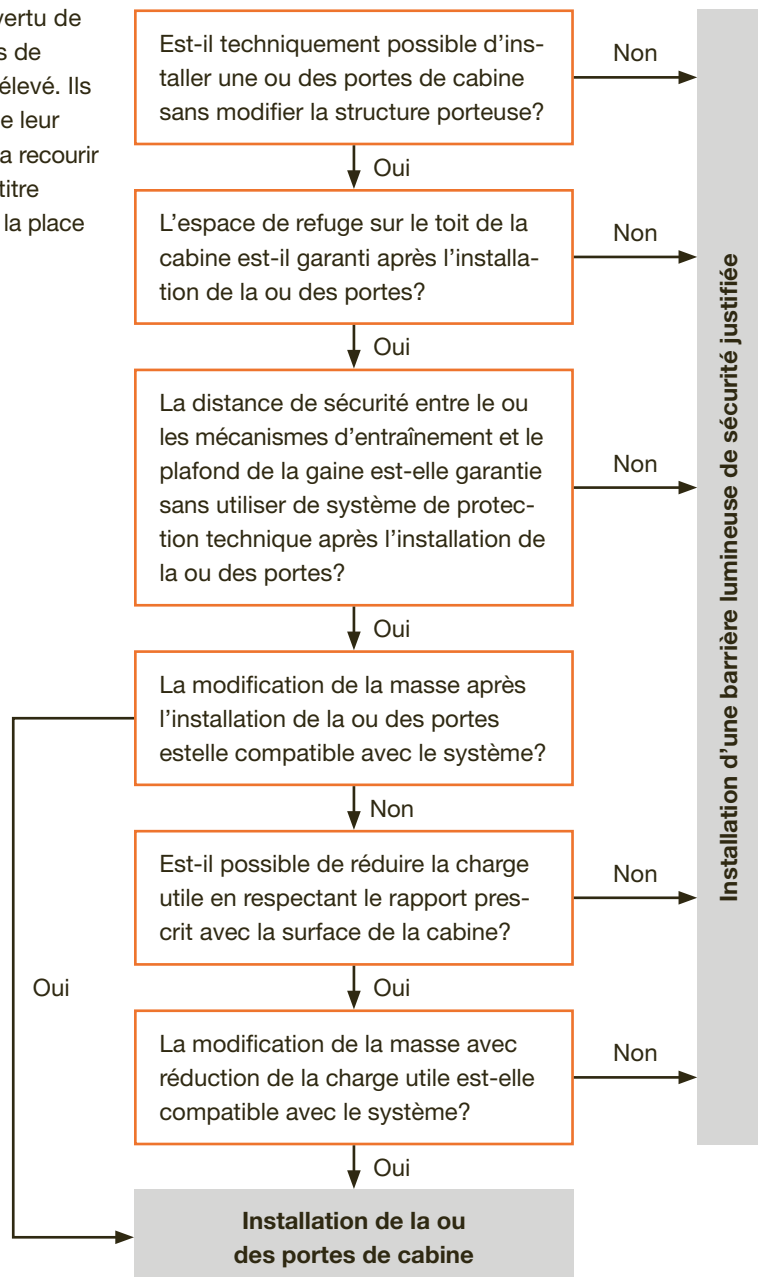 vertu de
s de
élevé. Ils
e leur
a recourir
titre
la place
Est-il techniquement possible d’ins-
taller une ou des portes de cabine
sans modifier la structure porteuse?
Non
Oui
L’espace de refuge sur le toit de la
cabine est-il garanti après l’installa-
tion de la ou des portes?
Non
Oui
La distance de sécurité entre le ou
les mécanismes d’entraînement et le
plafond de la gaine est-elle garantie
sans utiliser de système de protec-
tion technique après l’installation de
la ou des portes?
Non
Oui
La modification de la masse après
l’installation de la ou des portes
estelle compatible avec le système?
Non
Est-il possible de réduire la charge
utile en respectant le rapport pres-
crit avec la surface de la cabine?
Non
Oui
Oui
La modification de la masse avec
réduction de la charge utile est-elle
compatible avec le système?
Non
Oui
Installation de la ou
des portes de cabine
Installation d’une barrière lumineuse de sécurité justifiée